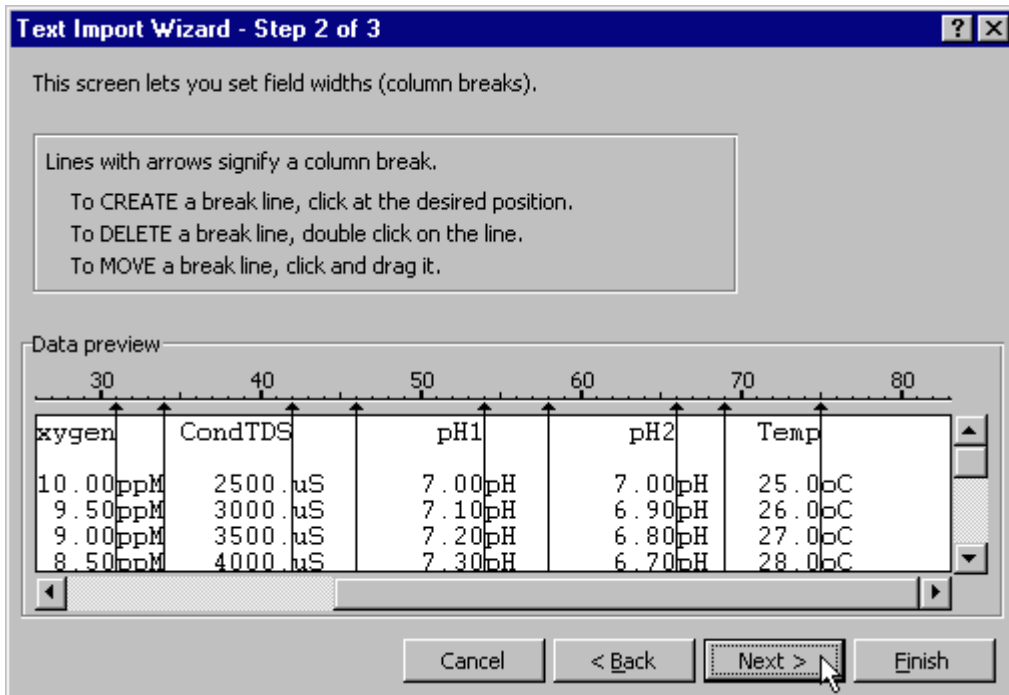 Text Import Wizard - Step 2 of 3
This screen lets you set field widths (column breaks).
Lines with arrows signify a column break.
To CREATE a break line, click at the desired position.
To DELETE a break line, double click on the line.
To MOVE a break line, click and drag it.
Data preview
30 40 50 60 70 80
xygen CondTDS pH1 pH2 Temp
10.00ppM 2500.uS 7.00pH 7.00pH 25.0oC
9.50ppM 3000.uS 7.10pH 6.90pH 26.0oC
9.00ppM 3500.uS 7.20pH 6.80pH 27.0oC
8.50ppM 4000.uS 7.30pH 6.70pH 28.0oC
Cancel < Back Next > Finish